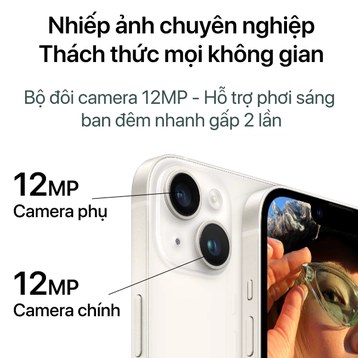 Nhiếp ảnh chuyên nghiệp
Thách thức mọi không gian
Bộ đôi camera 12MP - Hỗ trợ phơi sáng
ban đêm nhanh gấp 2 lần
12MP
Camera phụ
12MP
Camera chính